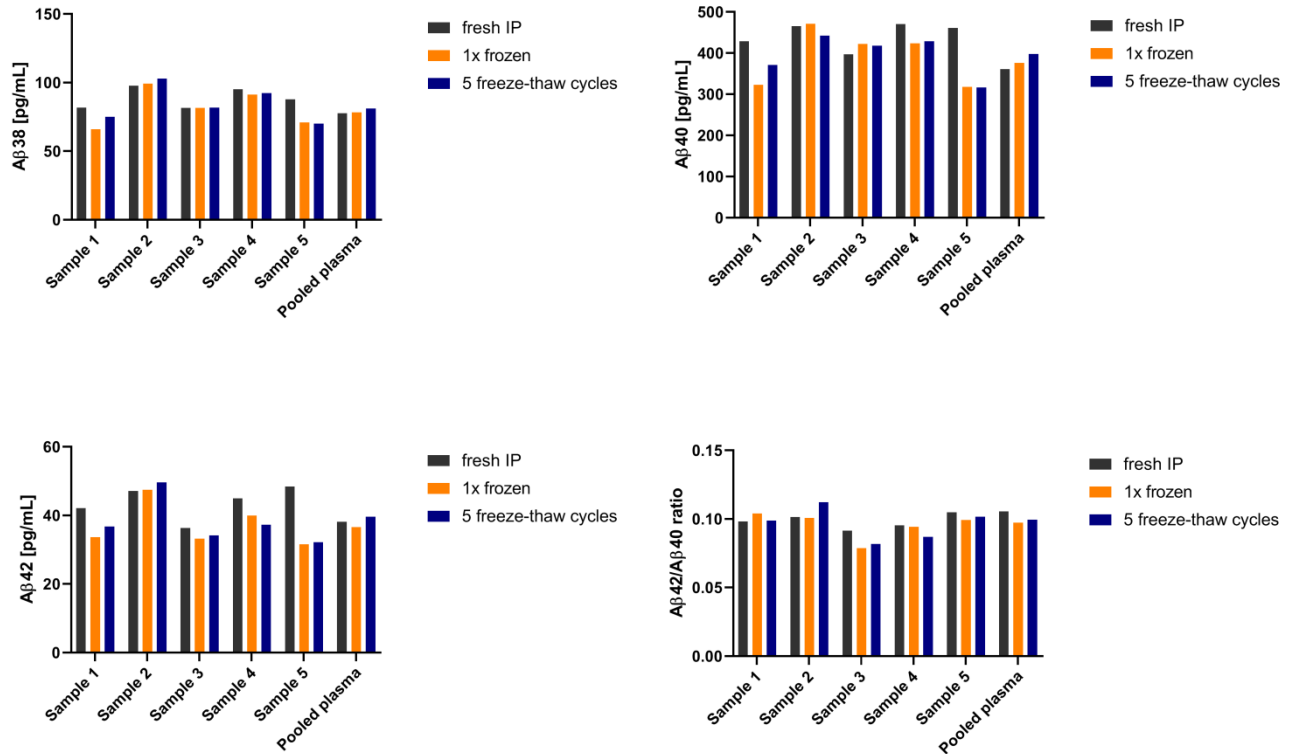 Aβ38 [pg/mL]
150
100
50
0
Sample 1
Sample 2
Sample 3
Sample 4
Sample 5
Pooled plasma
fresh IP
1x frozen
5 freeze-thaw cycles
Aβ40 [pg/mL]
500
400
300
200
100
0
Sample 1
Sample 2
Sample 3
Sample 4
Sample 5
Pooled plasma
fresh IP
1x frozen
5 freeze-thaw cycles
Aβ42 [pg/mL]
60
40
20
0
Sample 1
Sample 2
Sample 3
Sample 4
Sample 5
Pooled plasma
fresh IP
1x frozen
5 freeze-thaw cycles
Aβ42/Aβ40 ratio
0.15
0.10
0.05
0.00
Sample 1
Sample 2
Sample 3
Sample 4
Sample 5
Pooled plasma
fresh IP
1x frozen
5 freeze-thaw cycles